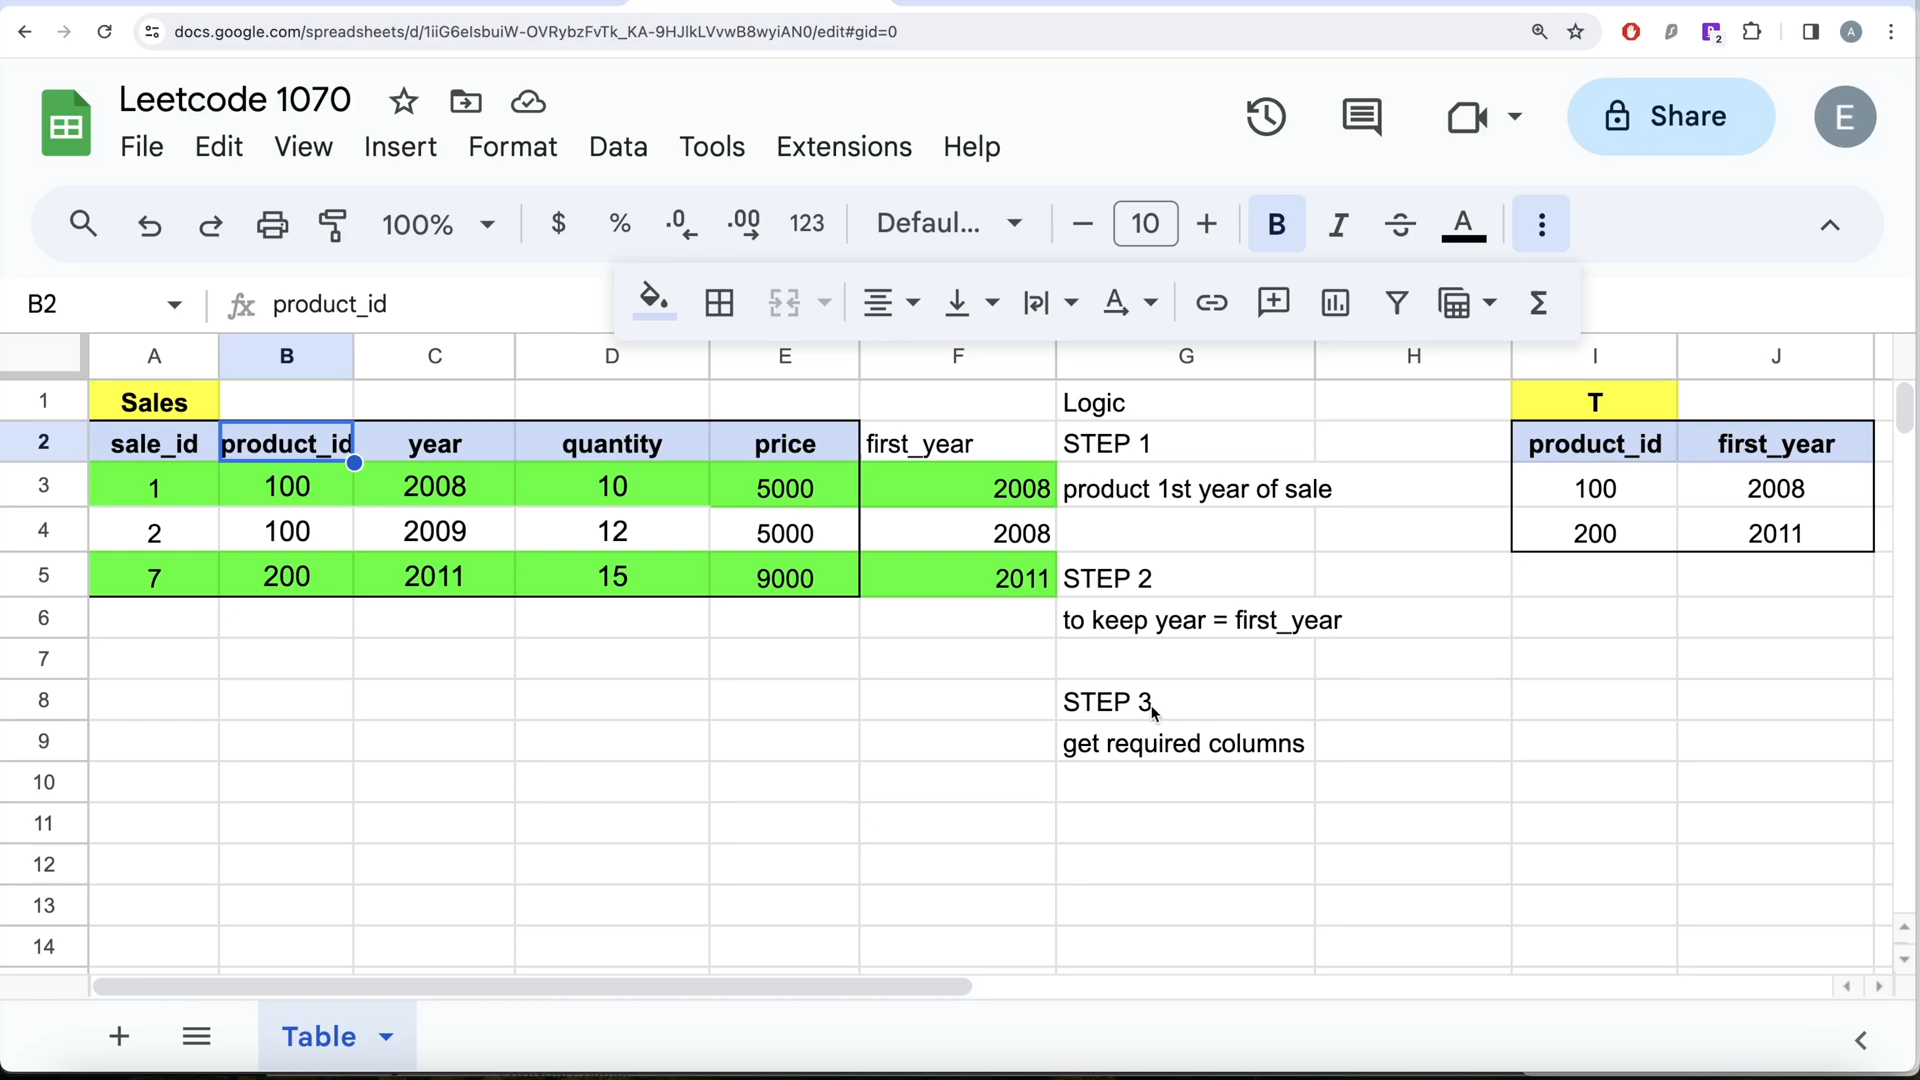 docs.google.com/spreadsheets/d/1iiG6eIsbuiW-OVRybzFvTk_KA-9HJlkLVvwB8wyiAN0/edit#gid=0
2
A
Leetcode 1070
File Edit View Insert Format Data Tools Extensions Help
Share
E
100% $ % .0 .00 123 Defaul... 10 B I S A
B2 fx product_id
A B C D E F G H I J
1 Sales Logic T
2 sale_id product_id year quantity price first_year STEP 1 product_id first_year
3 1 100 2008 10 5000 2008 product 1st year of sale 100 2008
4 2 100 2009 12 5000 2008 200 2011
5 7 200 2011 15 9000 2011 STEP 2
6 to keep year = first_year
7
8 STEP 3
9 get required columns
10
11
12
13
14
Table